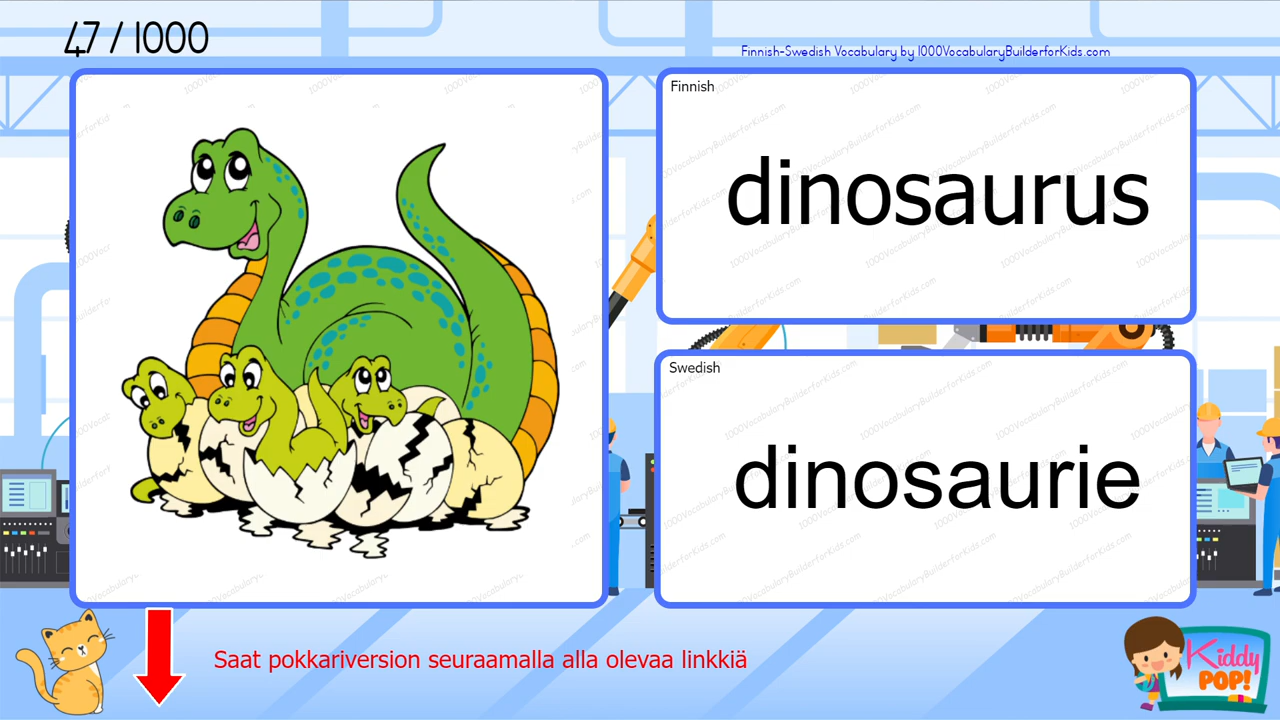 47 / 1000
Finnish-Swedish Vocabulary by 1000VocabularyBuilderforKids.com
Finnish
dinosaurus
Swedish
dinosaurie
Saat pokkariversion seuraamalla alla olevaa linkkiä
Kiddy
POP!